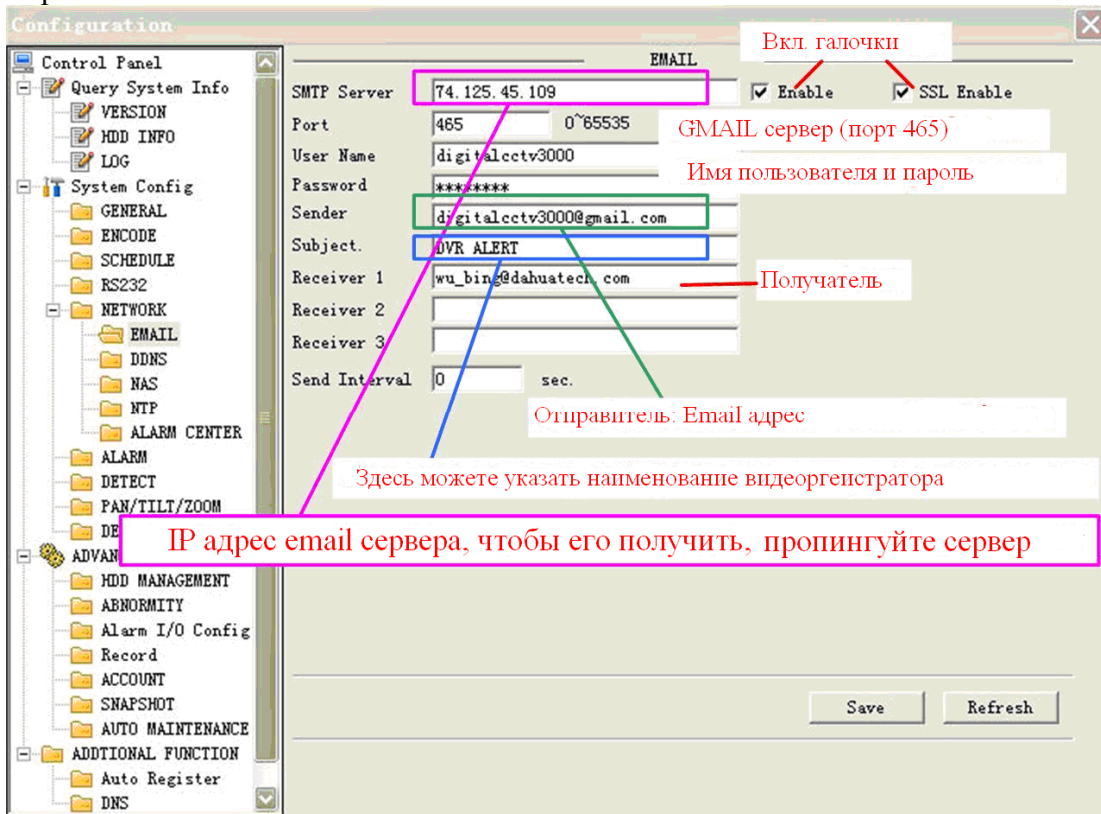 Configuration
Control Panel
Query System Info
VERSION
HDD INFO
LOG
System Config
GENERAL
ENCODE
SCHEDULE
RS232
NETWORK
EMAIL
DDNS
NAS
NTP
ALARM CENTER
ALARM
DETECT
PAN/TILT/ZOOM
DE
ADVAN
HDD MANAGEMENT
ABNORMITY
Alarm I/O Config
Record
ACCOUNT
SNAPSHOT
AUTO MAINTENANCE
ADDTIONAL FUNCTION
Auto Register
DNS
EMAIL
Вкл. галочки
SMTP Server 74.125.45.109 Enable SSL Enable
Port 465 0~65535
GMAIL сервер (порт 465)
User Name digitalcctv3000
Имя пользователя и пароль
Password ********
Sender digitalcctv3000@gmail.com
Subject. DVR ALERT
Receiver 1 wu_bing@dahuatech.com
Получатель
Receiver 2
Receiver 3
Send Interval 0 sec.
Отправитель: Email адрес
Здесь можете указать наименование видеоргеистратора
IP адрес email сервера, чтобы его получить, пропингуйте сервер
Save Refresh